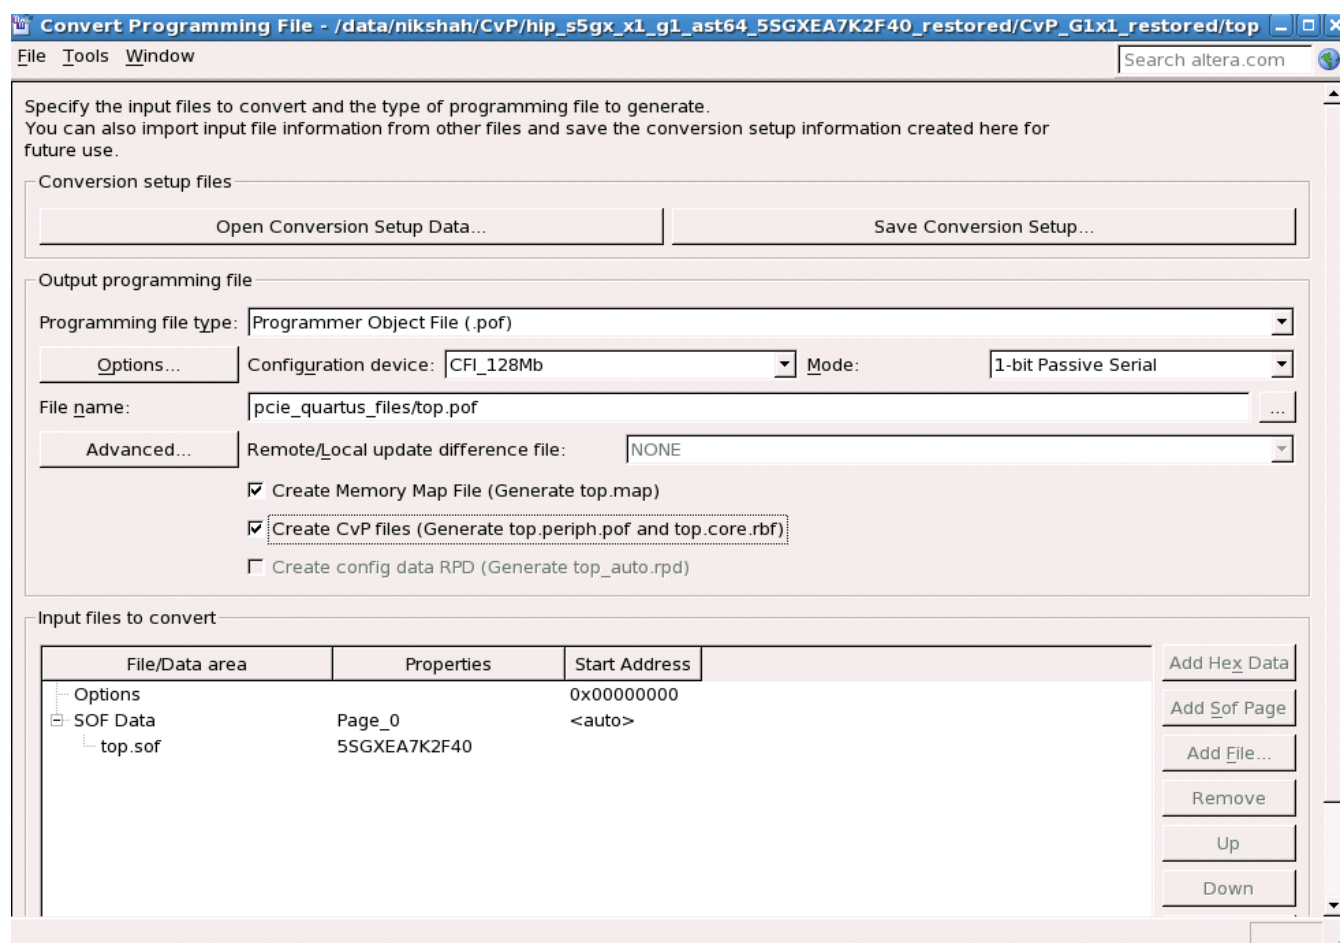 Convert Programming File - /data/nikshah/CvP/hip_s5gx_x1_g1_ast64_5SGXEA7K2F40_restored/CvP_G1x1_restored/top
File Tools Window
Search altera.com
Specify the input files to convert and the type of programming file to generate.
You can also import input file information from other files and save the conversion setup information created here for
future use.
Conversion setup files
Open Conversion Setup Data...
Save Conversion Setup...
Output programming file
Programming file type: Programmer Object File (.pof)
Options... Configuration device: CFI_128Mb Mode: 1-bit Passive Serial
File name: pcie_quartus_files/top.pof ...
Advanced... Remote/Local update difference file: NONE
Create Memory Map File (Generate top.map)
Create CvP files (Generate top.periph.pof and top.core.rbf)
Create config data RPD (Generate top_auto.rpd)
Input files to convert
File/Data area Properties Start Address
Options 0x00000000
SOF Data Page_0 <auto>
top.sof 5SGXEA7K2F40
Add Hex Data
Add Sof Page
Add File...
Remove
Up
Down